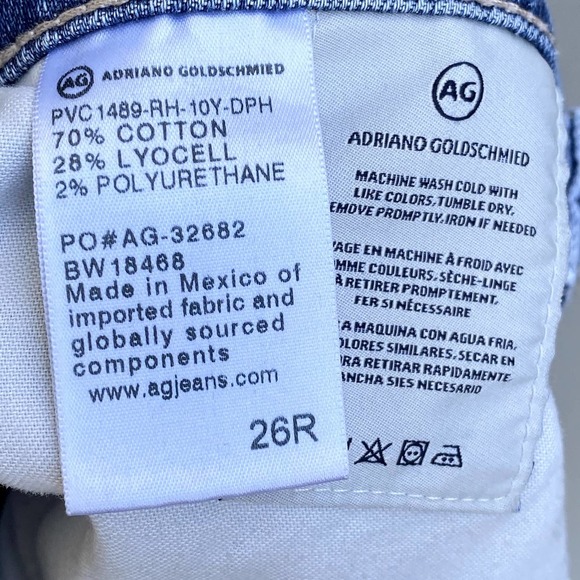 AG ADRIANO GOLDSCHMIED
PVC1489-RH-10Y-DPH
70% COTTON
28% LYOCELL
2% POLYURETHANE
PO#AG-32682
BW18468
Made in Mexico of
imported fabric and
globally sourced
components
www.agjeans.com
26R
AG
ADRIANO GOLDSCHMIED
MACHINE WASH COLD WITH
LIKE COLORS, TUMBLE DRY,
EMOVE PROMPTLY. IRON IF NEEDED
AGE EN MACHINE À FROID AVEC
MME COULEURS. SÈCHE-LINGE
À RETIRER PROMPTEMENT,
FER SI NÉCESSAIRE
A MAQUINA CON AGUA FRIA,
OLORES SIMILARES, SECAR EN
RA RETIRAR RAPIDAMENTE
ANCHA SIES NECESARIO